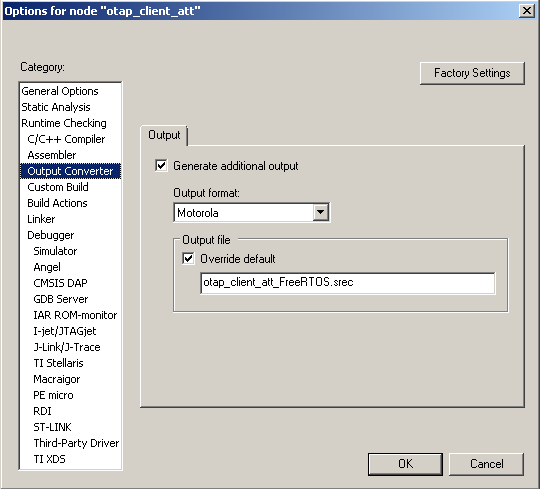 Options for node "otap_client_att"
Category:
Factory Settings
General Options
Static Analysis
Runtime Checking
C/C++ Compiler
Assembler
Output Converter
Custom Build
Build Actions
Linker
Debugger
Simulator
Angel
CMSIS DAP
GDB Server
IAR ROM-monitor
I-jet/JTAGjet
J-Link/J-Trace
TI Stellaris
Macraigor
PE micro
RDI
ST-LINK
Third-Party Driver
TI XDS
Output
Generate additional output
Output format:
Motorola
Output file
Override default
otap_client_att_FreeRTOS.srec
OK
Cancel